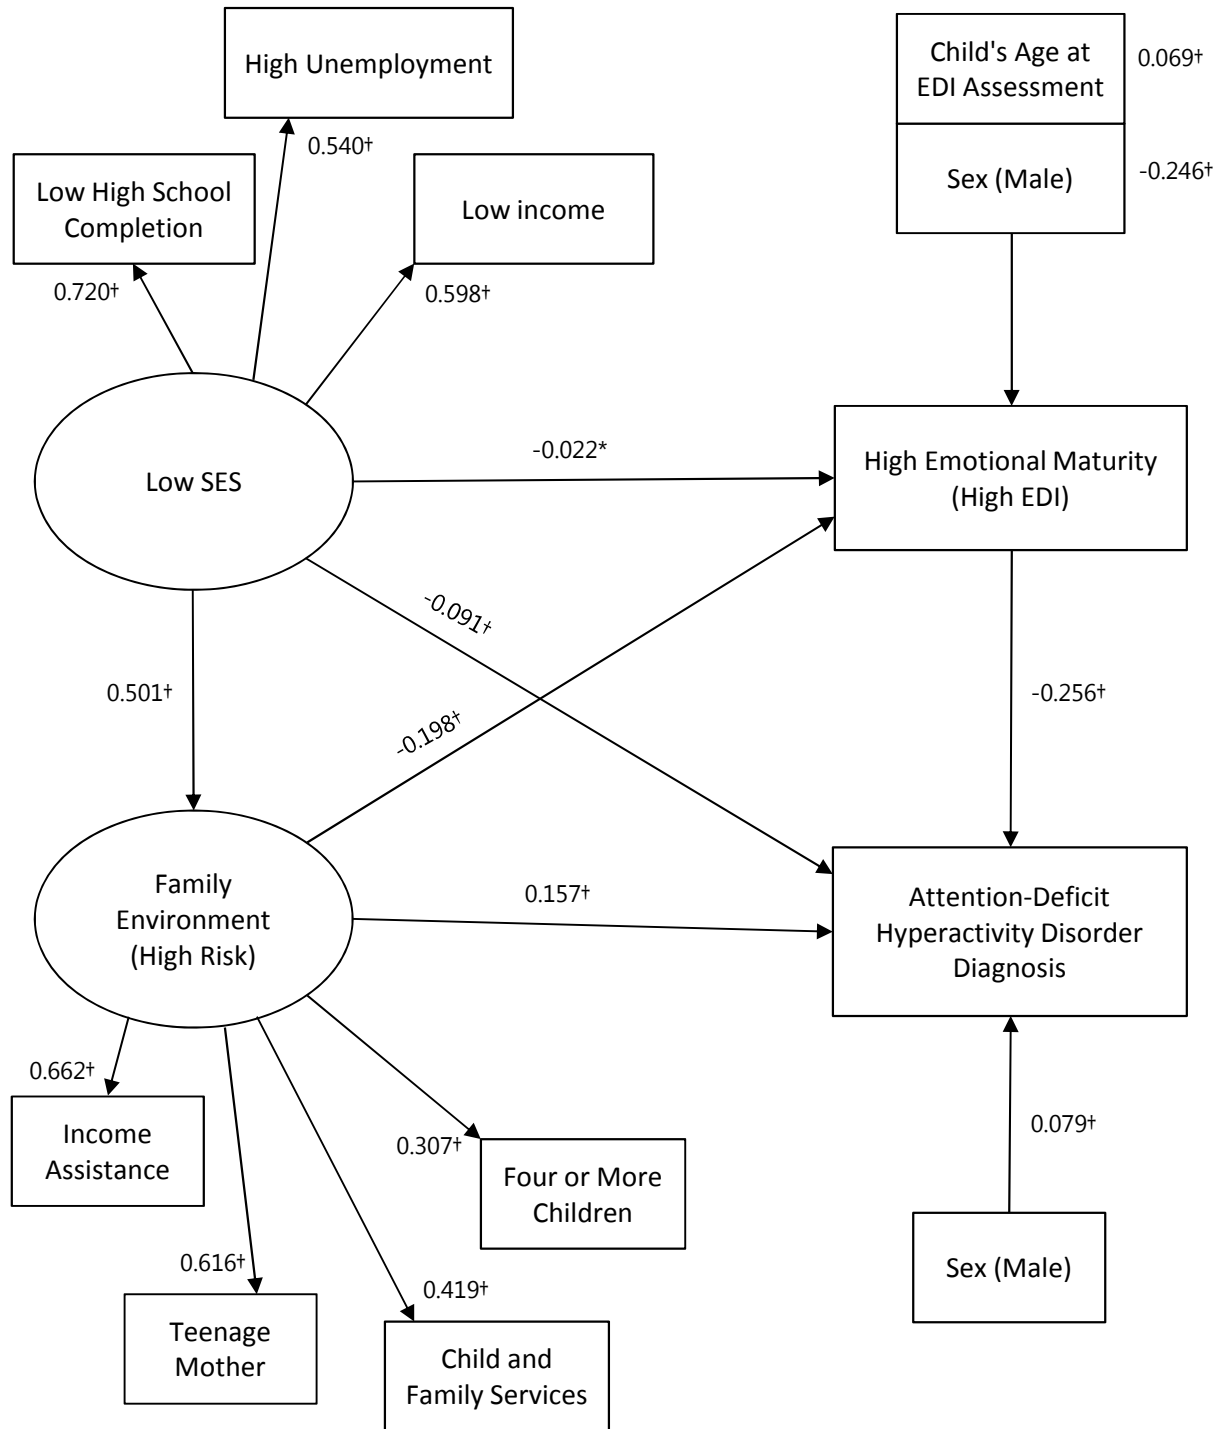 High Unemployment
0.540†
Low High School
Completion
0.720†
Low income
0.598†
Child's Age at
EDI Assessment
0.069†
Sex (Male)
-0.246†
Low SES
-0.022*
High Emotional Maturity
(High EDI)
-0.091†
0.501†
-0.198†
-0.256†
Family
Environment
(High Risk)
0.157†
Attention-Deficit
Hyperactivity Disorder
Diagnosis
0.662†
Income
Assistance
0.307†
Four or More
Children
0.079†
Sex (Male)
0.616†
Teenage
Mother
0.419†
Child and
Family Services